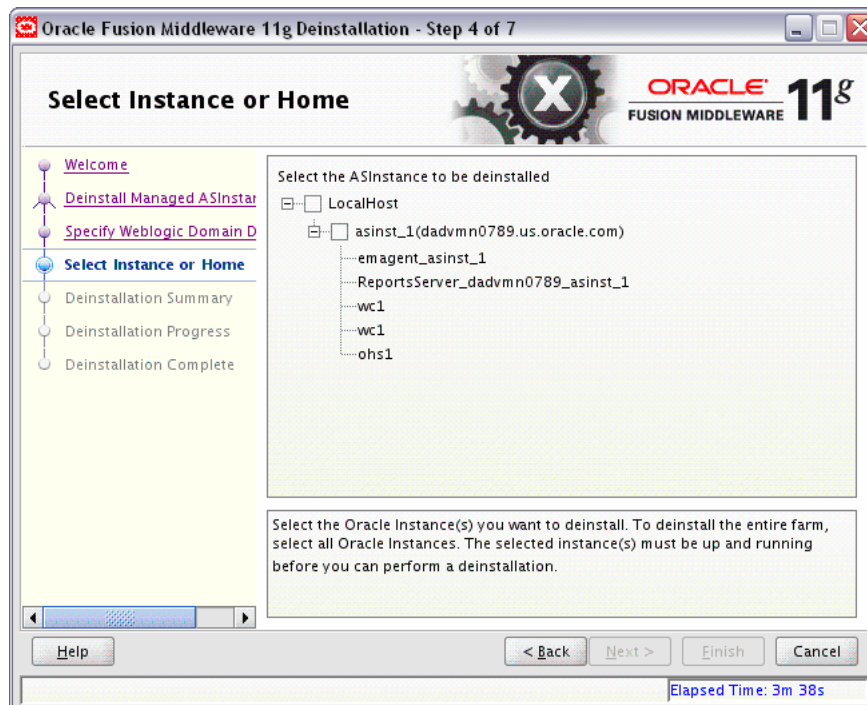 Oracle Fusion Middleware 11g Deinstallation - Step 4 of 7
Select Instance or Home
ORACLE
FUSION MIDDLEWARE
11g
Welcome
Deinstall Managed ASInstar
Specify Weblogic Domain D
Select Instance or Home
Deinstallation Summary
Deinstallation Progress
Deinstallation Complete
Select the ASInstance to be deinstalled
LocalHost
asinst_1(dadvmn0789.us.oracle.com)
emagent_asinst_1
ReportsServer_dadvmn0789_asinst_1
wc1
wc1
ohs1
Select the Oracle Instance(s) you want to deinstall. To deinstall the entire farm,
select all Oracle Instances. The selected instance(s) must be up and running
before you can perform a deinstallation.
Help
< Back
Next >
Finish
Cancel
Elapsed Time: 3m 38s